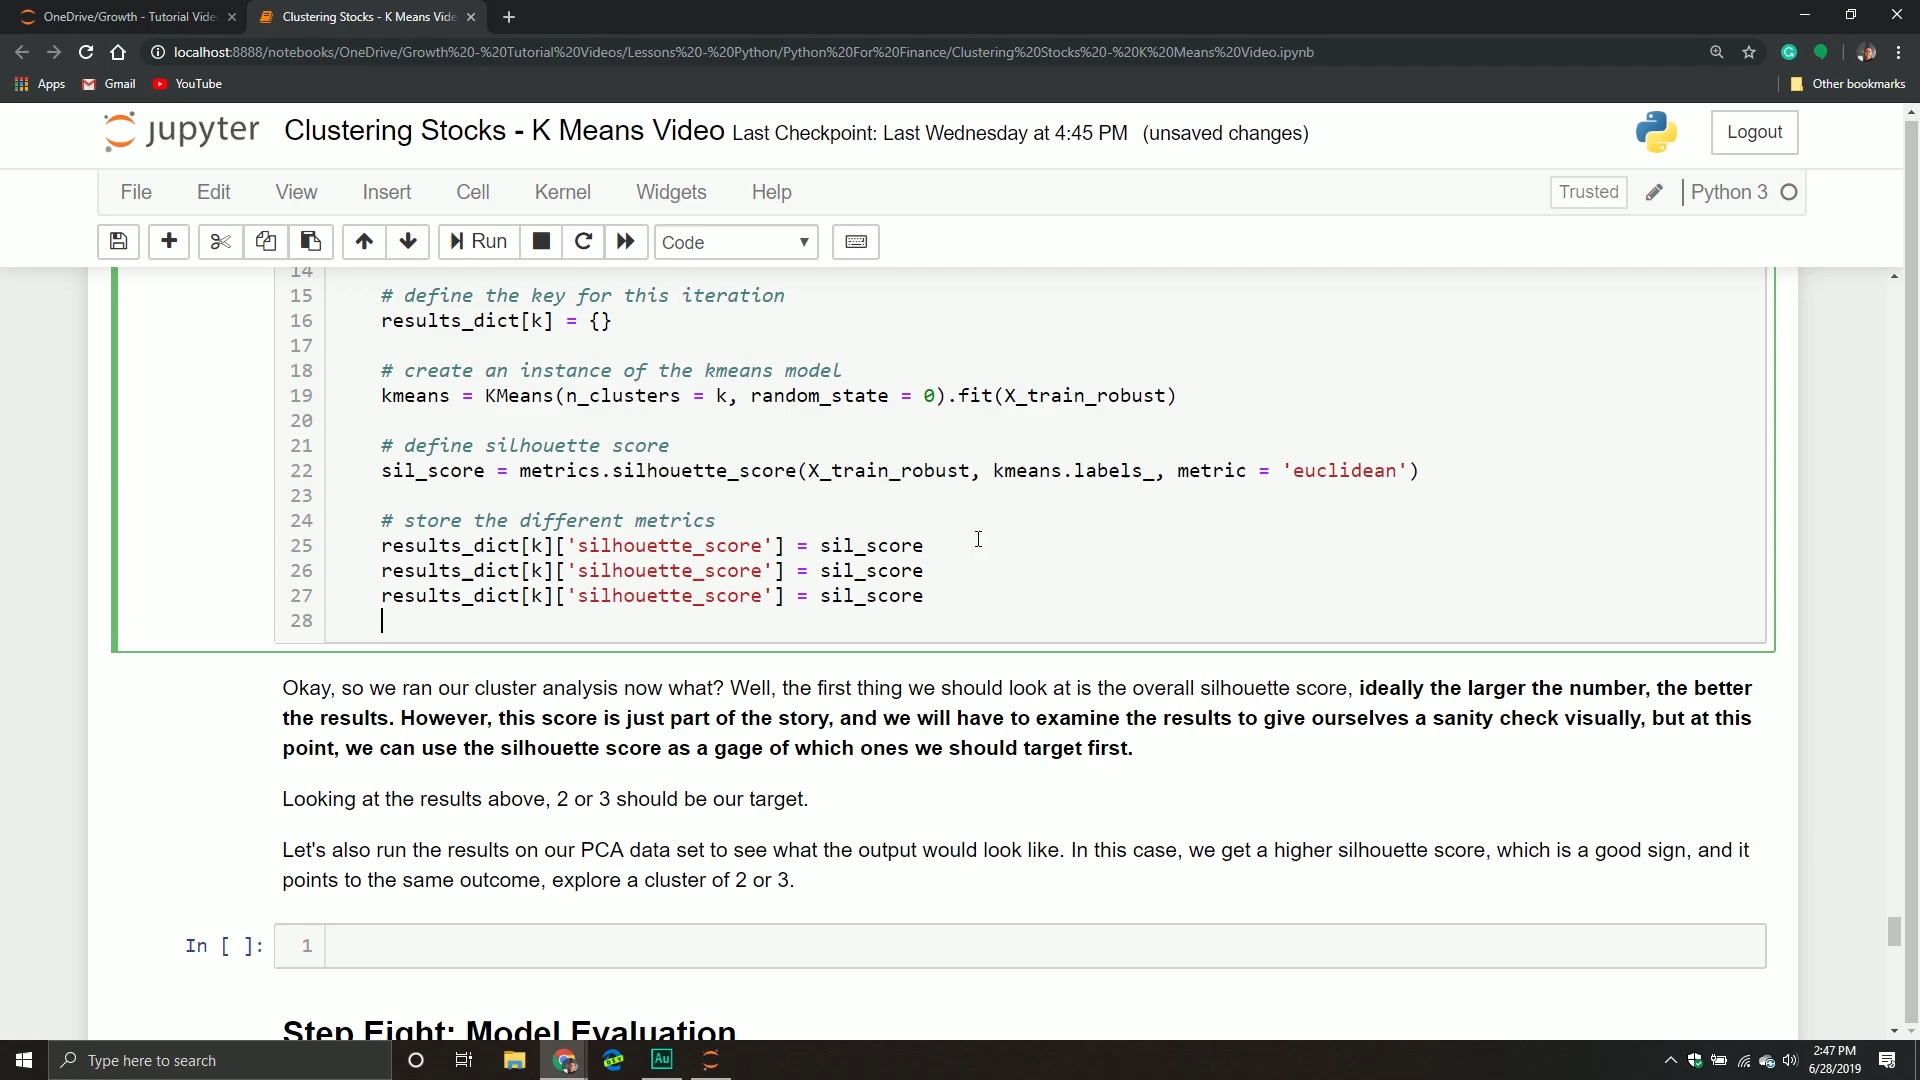 OneDrive/Growth - Tutorial Vide
Clustering Stocks - K Means Vide
localhost:8888/notebooks/OneDrive/Growth%20-%20Tutorial%20Videos/Lessons%20-%20Python/Python%20For%20Finance/Clustering%20Stocks%20-%20K%20Means%20Video.ipynb
Apps Gmail YouTube Other bookmarks
jupyter Clustering Stocks - K Means Video Last Checkpoint: Last Wednesday at 4:45 PM (unsaved changes) Logout
File Edit View Insert Cell Kernel Widgets Help Trusted Python 3
Run Code
14
15 # define the key for this iteration
16 results_dict[k] = {}
17
18 # create an instance of the kmeans model
19 kmeans = KMeans(n_clusters = k, random_state = 0).fit(X_train_robust)
20
21 # define silhouette score
22 sil_score = metrics.silhouette_score(X_train_robust, kmeans.labels_, metric = 'euclidean')
23
24 # store the different metrics
25 results_dict[k]['silhouette_score'] = sil_score
26 results_dict[k]['silhouette_score'] = sil_score
27 results_dict[k]['silhouette_score'] = sil_score
28
Okay, so we ran our cluster analysis now what? Well, the first thing we should look at is the overall silhouette score, ideally the larger the number, the better
the results. However, this score is just part of the story, and we will have to examine the results to give ourselves a sanity check visually, but at this
point, we can use the silhouette score as a gage of which ones we should target first.
Looking at the results above, 2 or 3 should be our target.
Let's also run the results on our PCA data set to see what the output would look like. In this case, we get a higher silhouette score, which is a good sign, and it
points to the same outcome, explore a cluster of 2 or 3.
In [ ]: 1
Step Eight: Model Evaluation
Type here to search
DEV
Au
2:47 PM
6/28/2019